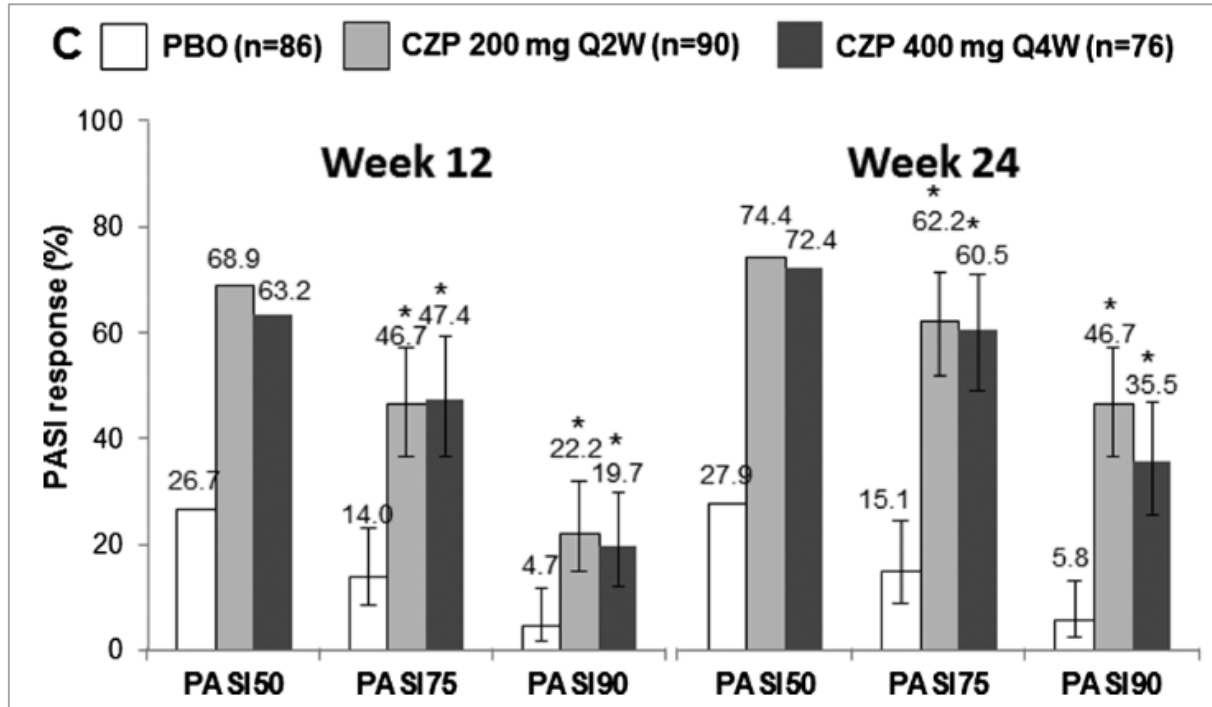 C PBO (n=86) CZP 200 mg Q2W (n=90) CZP 400 mg Q4W (n=76)
PASI response (%)
100
80
60
40
20
0
Week 12 Week 24
26.7 68.9 63.2
14.0 * 46.7 * 47.4
4.7 * 22.2 * 19.7
27.9 74.4 72.4
15.1 * 62.2 * 60.5
5.8 * 46.7 * 35.5
PASI50 PASI75 PASI90 PASI50 PASI75 PASI90